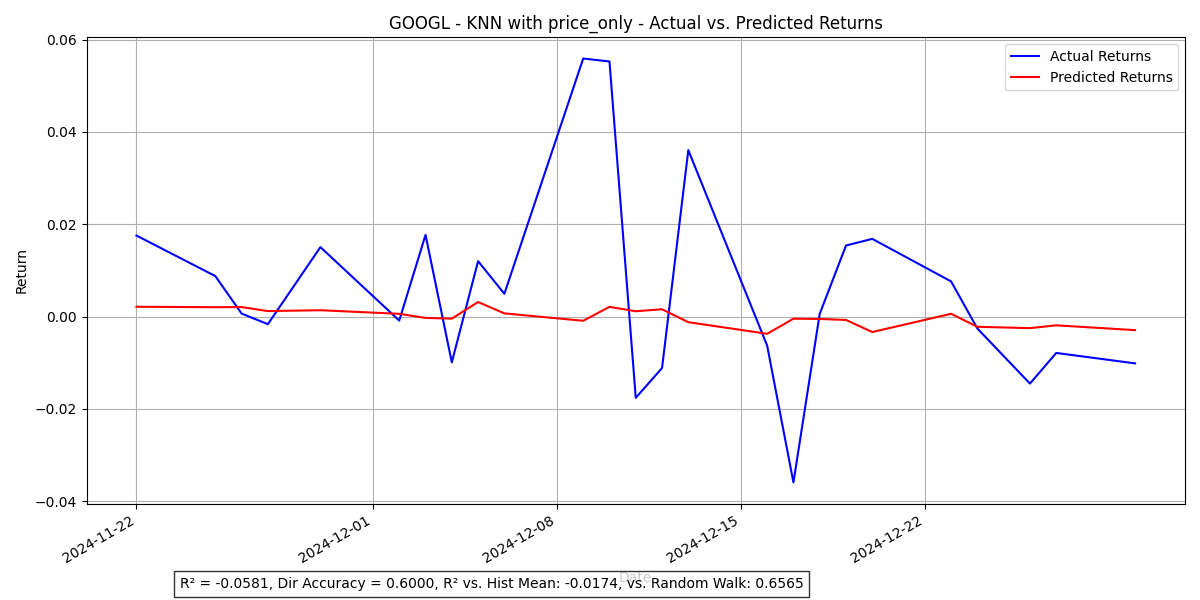 GOOGL - KNN with price_only - Actual vs. Predicted Returns
Actual Returns
Predicted Returns
Return
0.06
0.04
0.02
0.00
−0.02
−0.04
2024-11-22
2024-12-01
2024-12-08
2024-12-15
2024-12-22
Date
R² = -0.0581, Dir Accuracy = 0.6000, R² vs. Hist Mean: -0.0174, vs. Random Walk: 0.6565